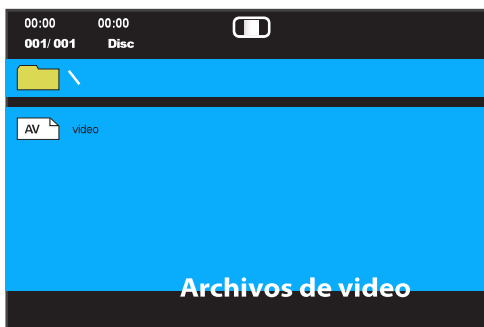 00:00 00:00
001/ 001 Disc
\
AV video
Archivos de video